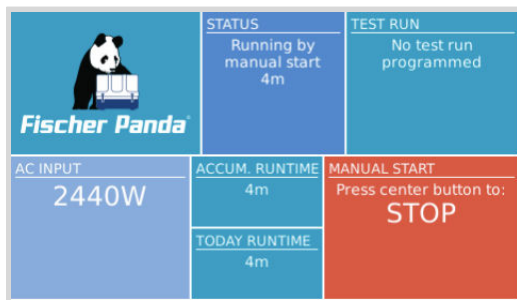 Fischer Panda
STATUS
Running by
manual start
4m
TEST RUN
No test run
programmed
AC INPUT
2440W
ACCUM. RUNTIME
4m
TODAY RUNTIME
4m
MANUAL START
Press center button to:
STOP